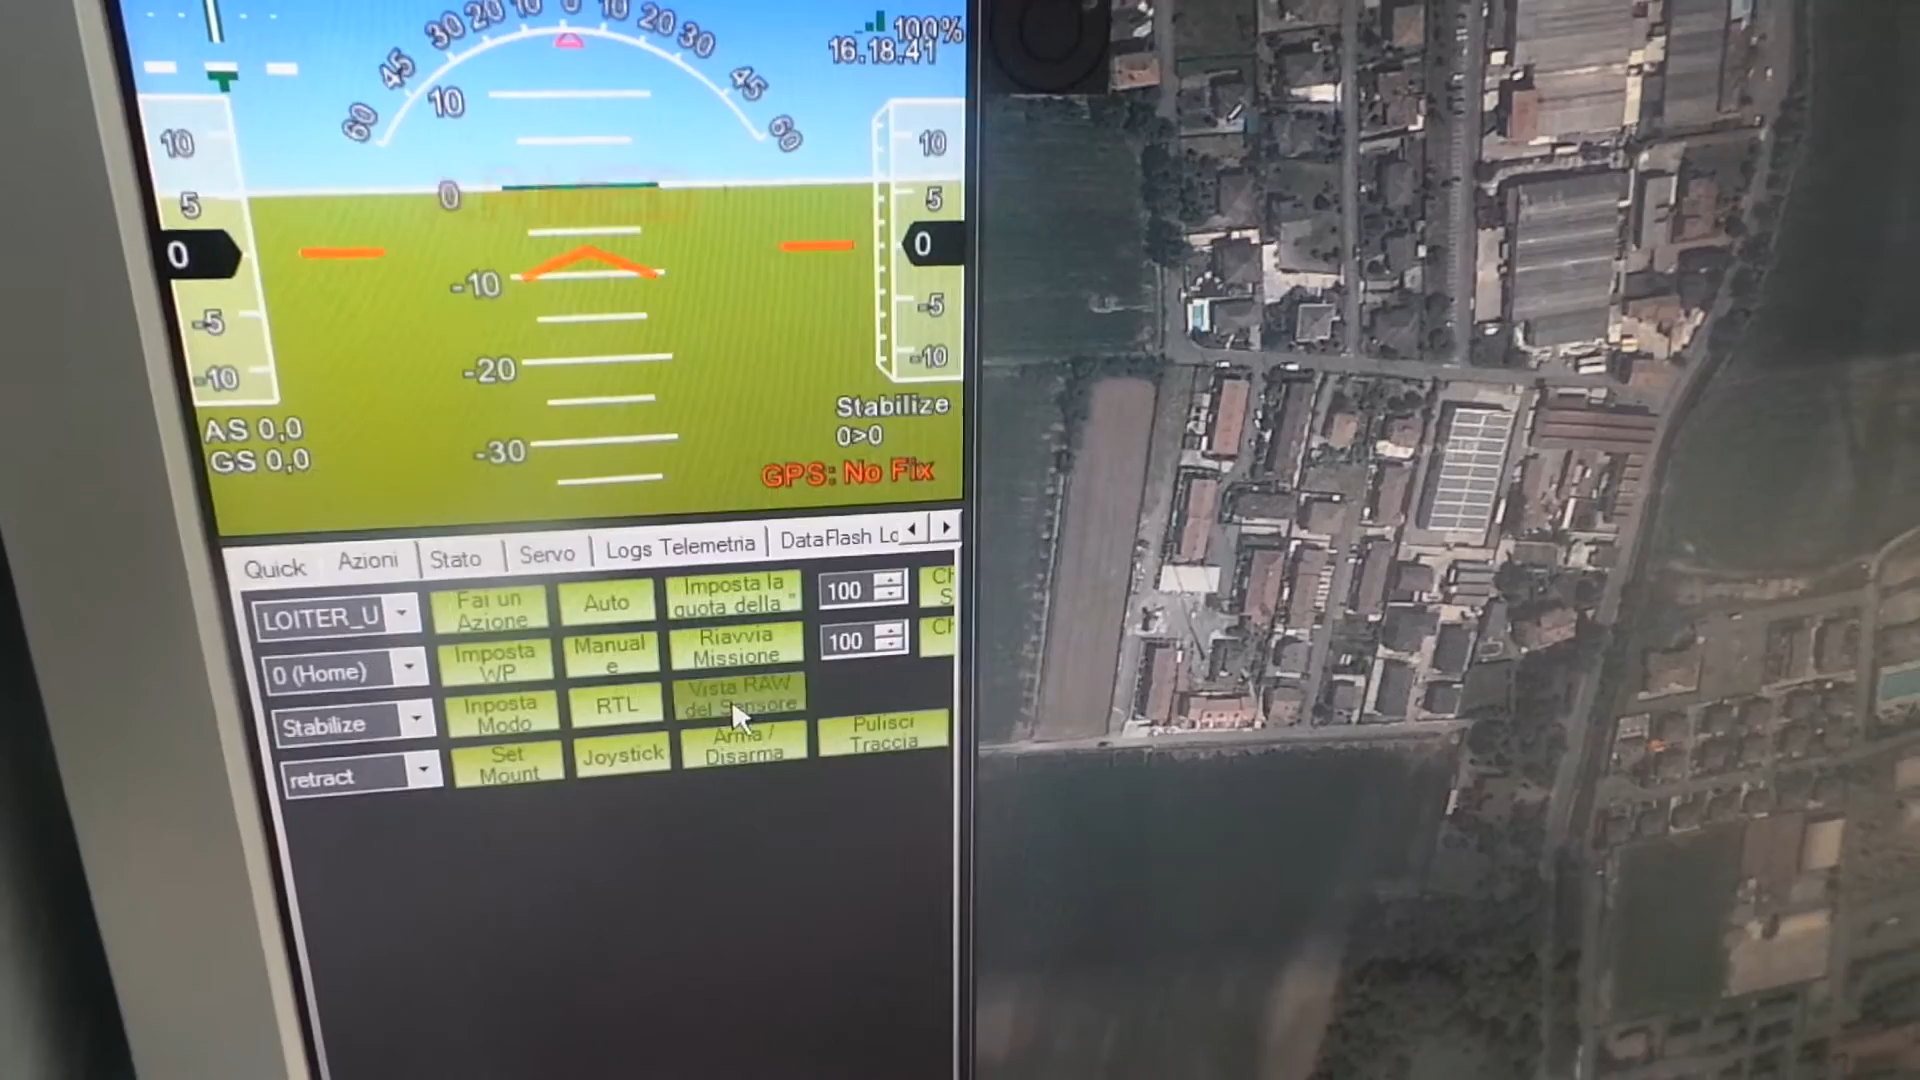 30 20 10 0 10 20 30
45 45
60 60
100%
16.18.41
10
10
10
5
0
5
0
0
-10
-5
-5
-20
-10
-10
Stabilize
AS 0,0
0>0
GS 0,0
-30
GPS: No Fix
Quick Azioni Stato Servo Logs Telemetria DataFlash Lo
LOITER_U
Fai un
Azione
Auto
Imposta la
quota della "
100
0 (Home)
Imposta
WP
Manual
e
Riavvia
Missione
100
Stabilize
Inposta
Modo
RTL
Vista RAW
del Sensore
retract
Set
Mount
Joystick
Arma /
Disarma
Pulisci
Traccia